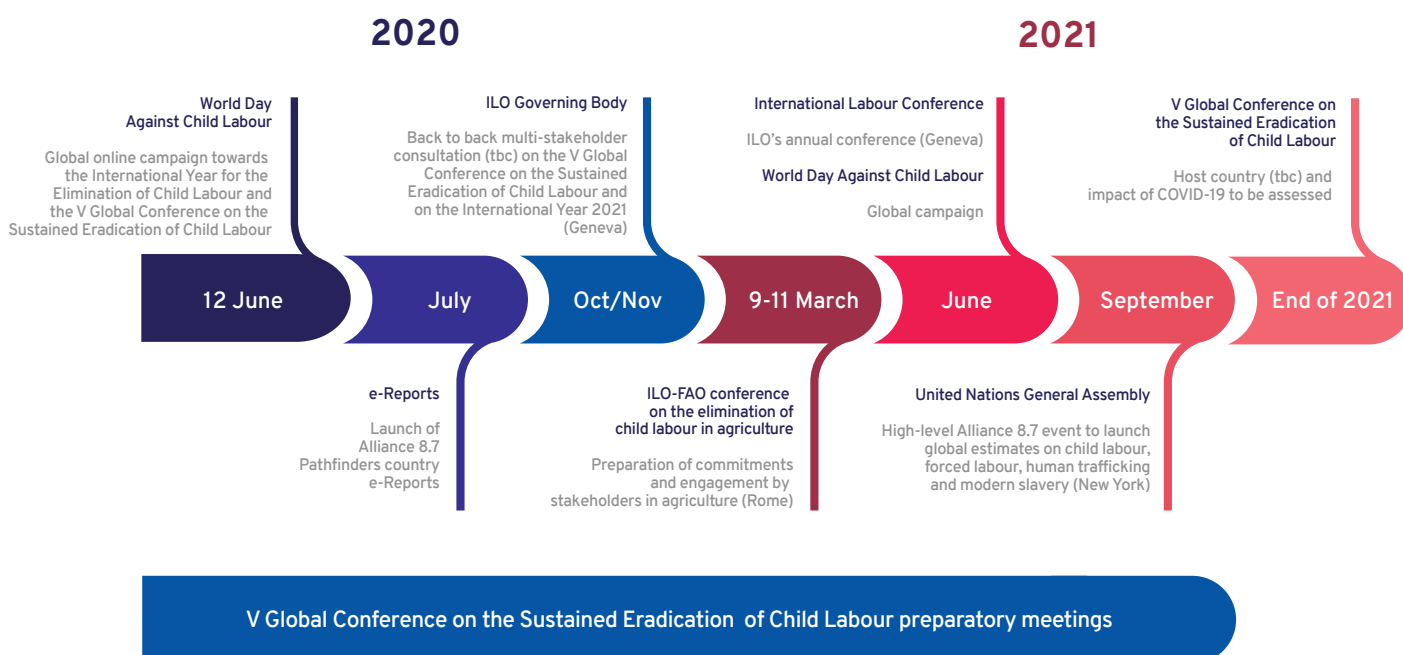 2020
2021
World Day
Against Child Labour
Global online campaign towards
the International Year for the
Elimination of Child Labour and
the V Global Conference on the
Sustained Eradication of Child Labour
ILO Governing Body
Back to back multi-stakeholder
consultation (tbc) on the V Global
Conference on the Sustained
Eradication of Child Labour and
on the International Year 2021
(Geneva)
International Labour Conference
ILO's annual conference (Geneva)
World Day Against Child Labour
Global campaign
V Global Conference on
the Sustained Eradication
of Child Labour
Host country (tbc) and
impact of COVID-19 to be assessed
12 June
July
Oct/Nov
9-11 March
June
September
End of 2021
e-Reports
Launch of
Alliance 8.7
Pathfinders country
e-Reports
ILO-FAO conference
on the elimination of
child labour in agriculture
Preparation of commitments
and engagement by
stakeholders in agriculture (Rome)
United Nations General Assembly
High-level Alliance 8.7 event to launch
global estimates on child labour,
forced labour, human trafficking
and modern slavery (New York)
V Global Conference on the Sustained Eradication of Child Labour preparatory meetings